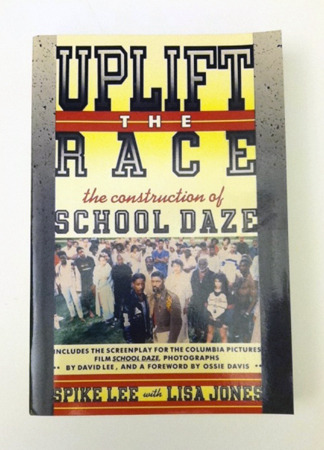 UPLIFT
THE
RACE
the construction of
SCHOOL DAZE
INCLUDES THE SCREENPLAY FOR THE COLUMBIA PICTURES
FILM SCHOOL DAZE, PHOTOGRAPHS
•• BY DAVID LEE, AND A FOREWORD BY OSSIE DAVIS ••
SPIKE LEE with LISA JONES